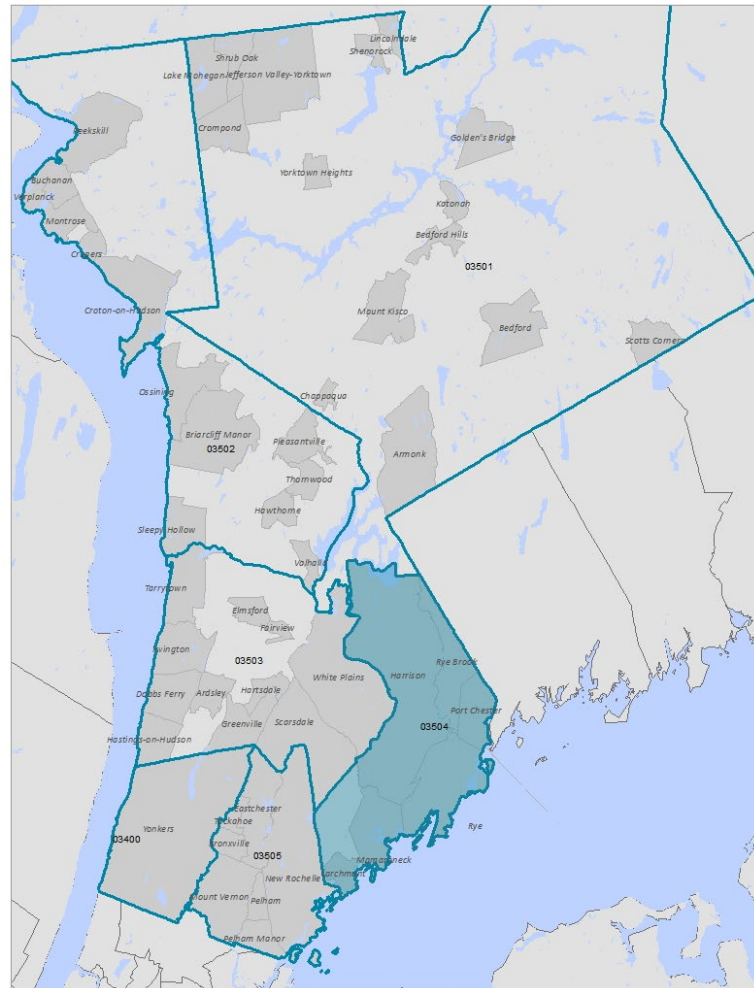 Lincolndale
Shenorock
Shrub Oak
Lake Mohegan
Jefferson Valley-Yorktown
Peekskill
Crompond
Golden's Bridge
Yorktown Heights
Buchanan
Verplanck
Katonah
Montrose
Bedford Hills
Crugers
03501
Croton-on-Hudson
Mount Kisco
Bedford
Scotts Corners
Ossining
Chappaqua
Briarcliff Manor
Pleasantville
03502
Armonk
Thornwood
Hawthorne
Sleepy Hollow
Valhalla
Tarrytown
Elmsford
Fairview
Irvington
03503
Rye Brook
White Plains
Harrison
Dobbs Ferry
Ardsley
Hartsdale
Port Chester
Greenville
Scarsdale
03504
Hastings-on-Hudson
Eastchester
Yonkers
Tuckahoe
Rye
03400
Bronxville
03505
Mamaroneck
Larchmont
New Rochelle
Mount Vernon
Pelham
Pelham Manor